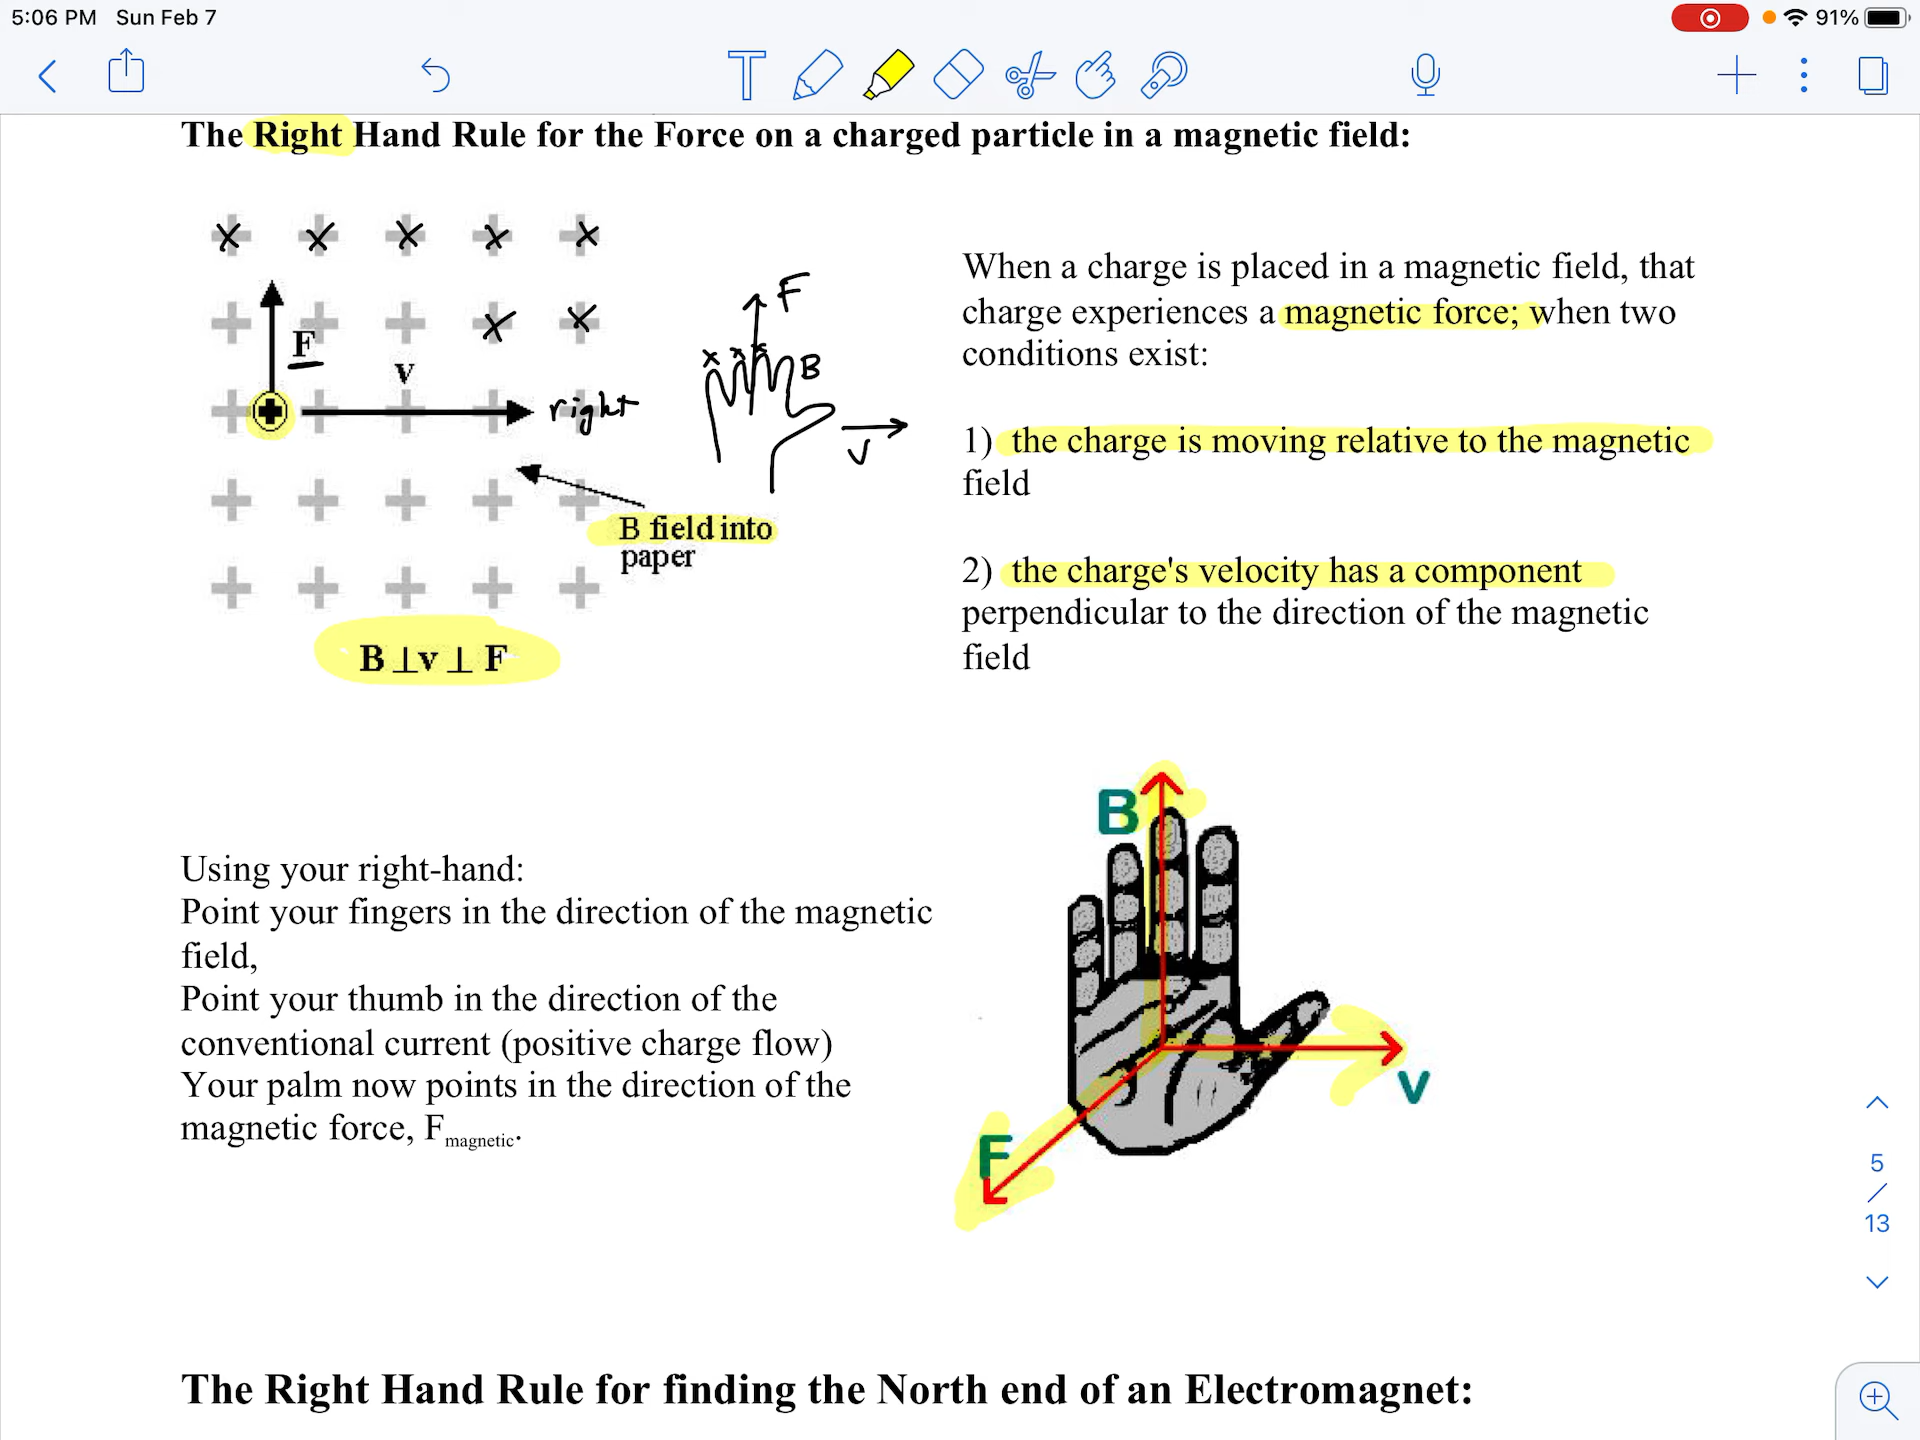 5:06 PM Sun Feb 7
91%
The Right Hand Rule for the Force on a charged particle in a magnetic field:
F
v
right
B field into
paper
B ⊥ v ⊥ F
F
x x x
B
v
When a charge is placed in a magnetic field, that
charge experiences a magnetic force; when two
conditions exist:
1) the charge is moving relative to the magnetic
field
2) the charge's velocity has a component
perpendicular to the direction of the magnetic
field
Using your right-hand:
Point your fingers in the direction of the magnetic
field,
Point your thumb in the direction of the
conventional current (positive charge flow)
Your palm now points in the direction of the
magnetic force, Fmagnetic.
B
V
F
5
/
13
The Right Hand Rule for finding the North end of an Electromagnet: